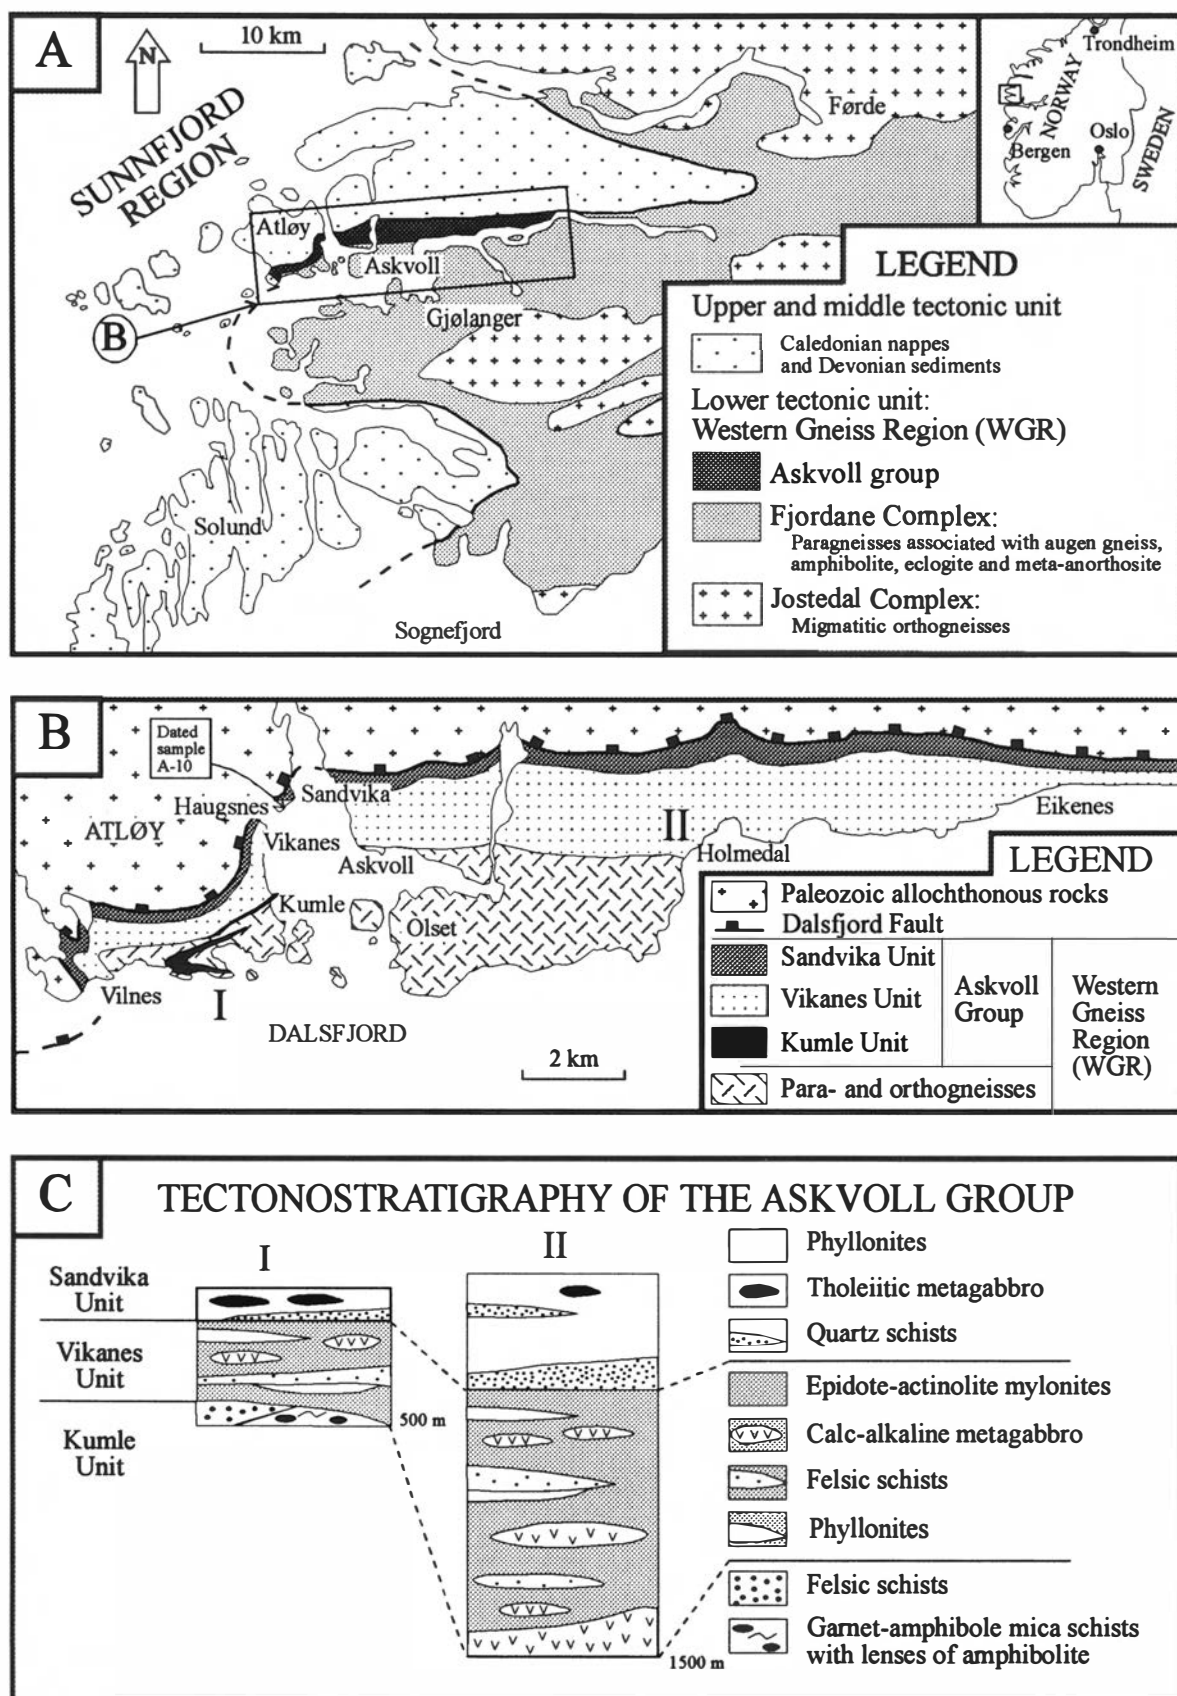 A
10 km
N
SUNNFJORD
REGION
Førde
Atløy
Askvoll
B
Gjølanger
Solund
Sognefjord
Trondheim
NORWAY
Oslo
Bergen
SWEDEN
LEGEND
Upper and middle tectonic unit
Caledonian nappes
and Devonian sediments
Lower tectonic unit:
Western Gneiss Region (WGR)
Askvoll group
Fjordane Complex:
Paragneisses associated with augen gneiss,
amphibolite, eclogite and meta-anorthosite
Jostedal Complex:
Migmatitic orthogneisses
B
Dated
sample
A-10
Haugsnes
Sandvika
ATLØY
Vikanes
Askvoll
II
Eikenes
Holmedal
Kumle
Olset
Vilnes
I
DALSFJORD
2 km
LEGEND
Paleozoic allochthonous rocks
Dalsfjord Fault
Sandvika Unit
Vikanes Unit
Kumle Unit
Askvoll
Group
Western
Gneiss
Region
(WGR)
Para- and orthogneisses
C
TECTONOSTRATIGRAPHY OF THE ASKVOLL GROUP
I
II
Sandvika
Unit
Vikanes
Unit
Kumle
Unit
500 m
1500 m
Phyllonites
Tholeiitic metagabbro
Quartz schists
Epidote-actinolite mylonites
Calc-alkaline metagabbro
Felsic schists
Phyllonites
Felsic schists
Garnet-amphibole mica schists
with lenses of amphibolite